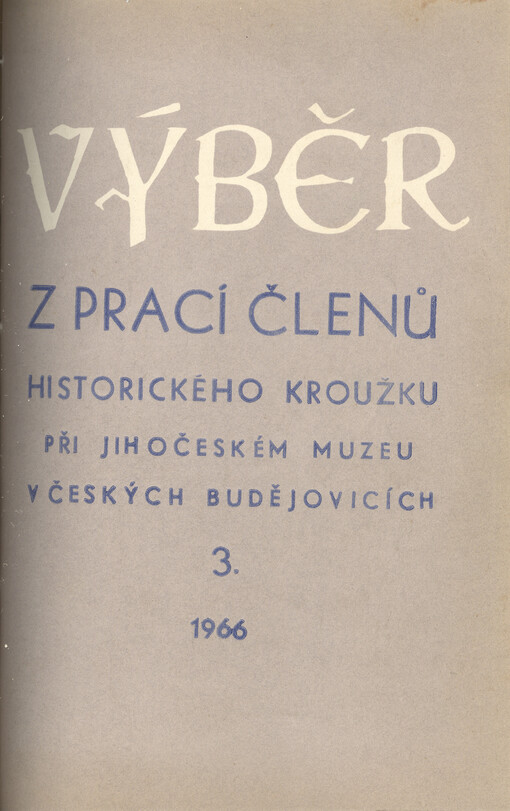 VÝBĚR
Z PRACÍ ČLENŮ
HISTORICKÉHO KROUŽKU
PŘI JIHOČESKÉM MUZEU
V ČESKÝCH BUDĚJOVICÍCH
3.
1966